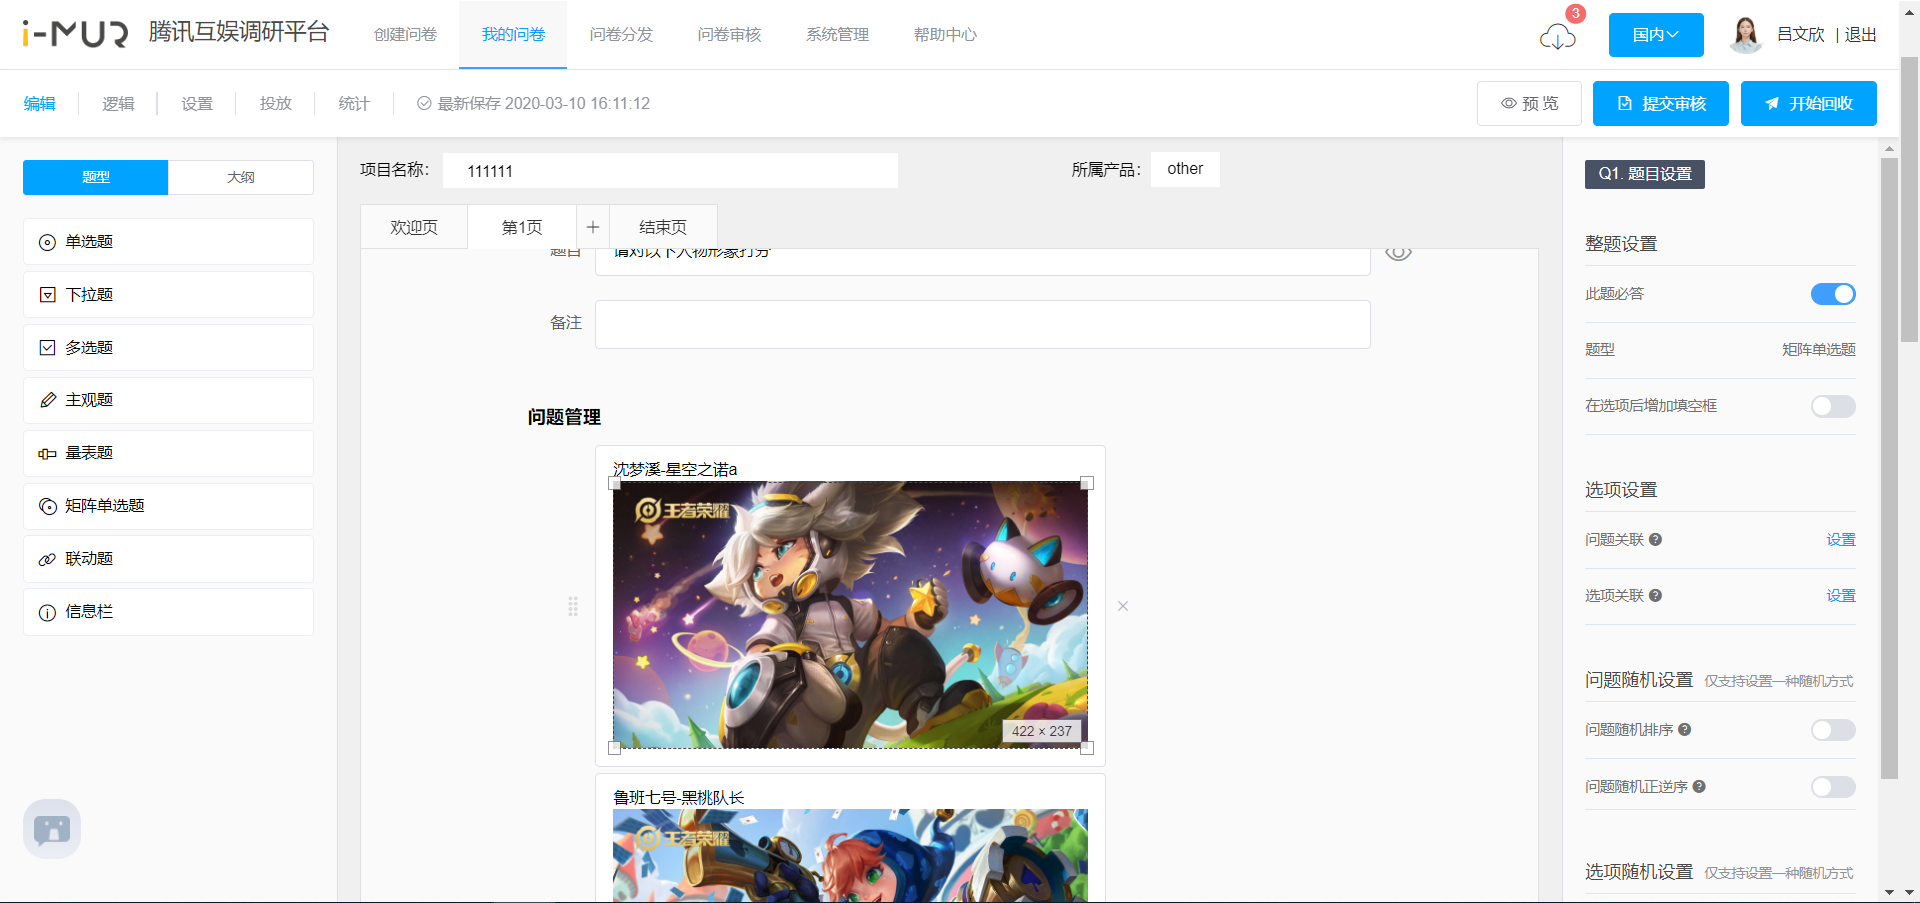 i-MUR 腾讯互娱调研平台
创建问卷
我的问卷
问卷分发
问卷审核
系统管理
帮助中心
3
国内
吕文欣 | 退出
编辑
逻辑
设置
投放
统计
最新保存 2020-03-10 16:11:12
预 览
提交审核
开始回收
题型
大纲
单选题
下拉题
多选题
主观题
量表题
矩阵单选题
联动题
信息栏
项目名称:
111111
所属产品:
other
欢迎页
第1页
+
结束页
题目
请对以下人物形象打分
备注
问题管理
沈梦溪-星空之诺a
王者荣耀
422 × 237
鲁班七号-黑桃队长
王者荣耀
Q1. 题目设置
整题设置
此题必答
题型
矩阵单选题
在选项后增加填空框
选项设置
问题关联 ?
设置
选项关联 ?
设置
问题随机设置 仅支持设置一种随机方式
问题随机排序 ?
问题随机正逆序 ?
选项随机设置 仅支持设置一种随机方式